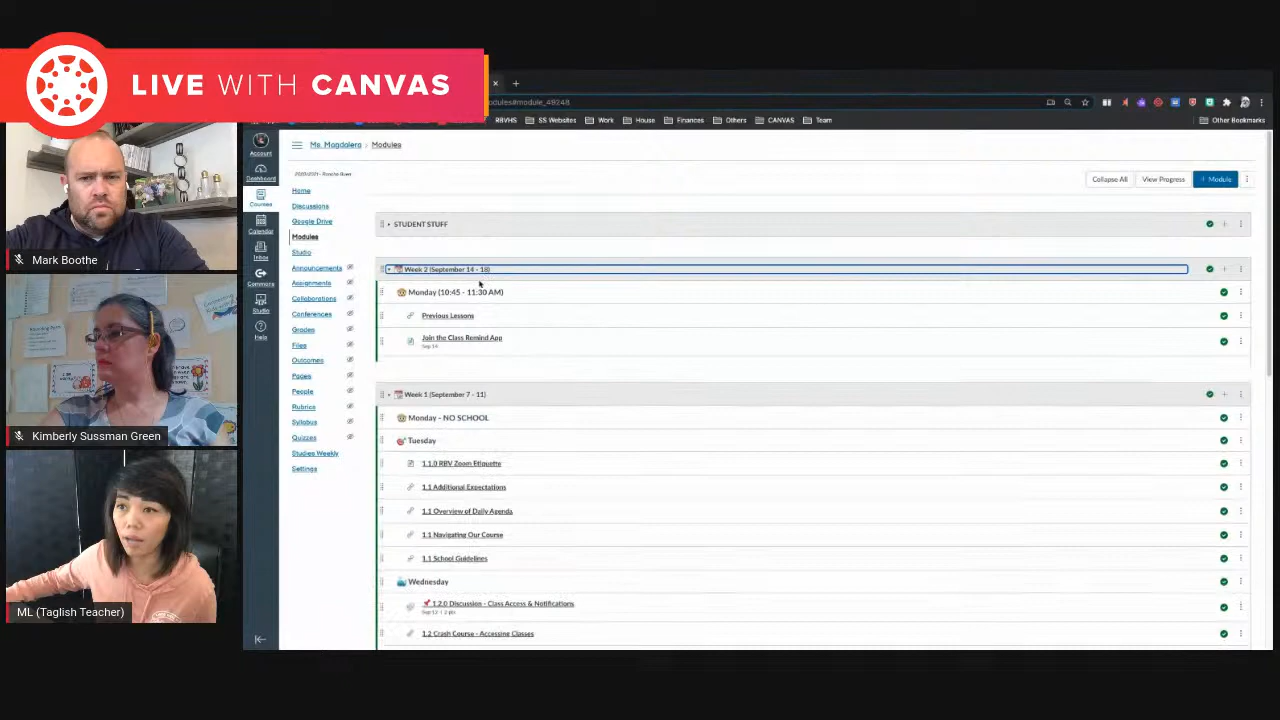 LIVE WITH CANVAS
odules#module_49248
RBVHS SS Websites Work House Finances Others CANVAS Team Other Bookmarks
Account
Dashboard
Courses
Calendar
Inbox
Commons
Studio
Help
Ms. Magdalera › Modules
Home
Discussions
Google Drive
Modules
Studio
Announcements
Assignments
Collaborations
Conferences
Grades
Files
Outcomes
Pages
People
Rubrics
Syllabus
Quizzes
Studies Weekly
Settings
Collapse All View Progress + Module
STUDENT STUFF
Week 2 (September 14 - 18)
Monday (10:45 - 11:30 AM)
Previous Lessons
Join the Class Remind App
Sep 14
Week 1 (September 7 - 11)
Monday - NO SCHOOL
Tuesday
1.1.0 RBV Zoom Etiquette
1.1 Additional Expectations
1.1 Overview of Daily Agenda
1.1 Navigating Our Course
1.1 School Guidelines
Wednesday
1.2.0 Discussion - Class Access & Notifications
1.2 Crash Course - Accessing Classes
Mark Boothe
Kimberly Sussman Green
ML (Taglish Teacher)